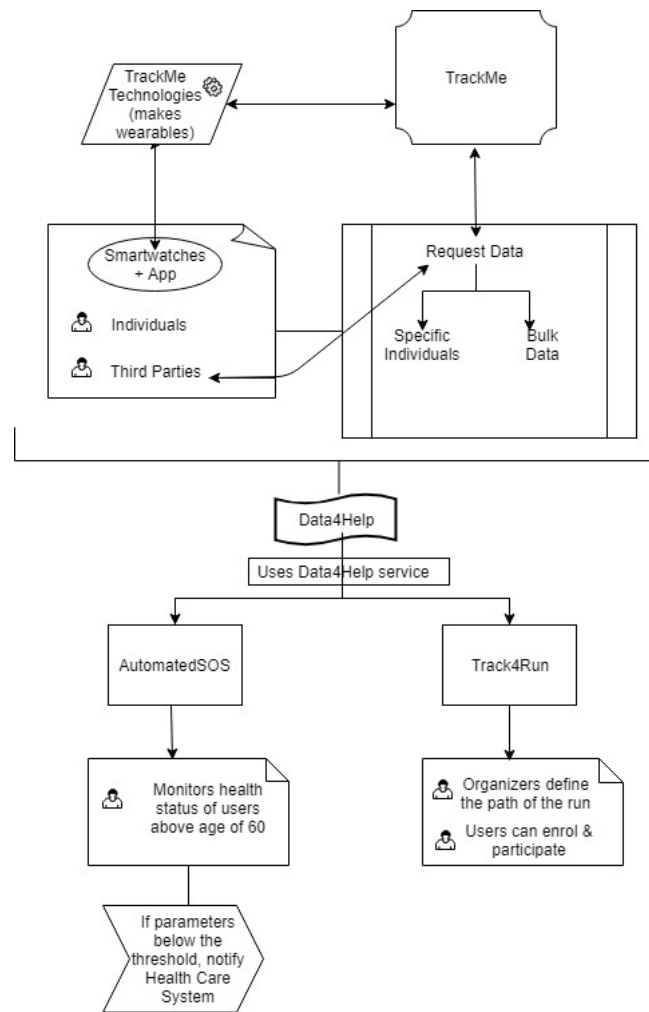 TrackMe
Technologies
(makes
wearables)
TrackMe
Smartwatches
+ App
Individuals
Third Parties
Request Data
Specific
Individuals
Bulk
Data
Data4Help
Uses Data4Help service
AutomatedSOS
Track4Run
Monitors health
status of users
above age of 60
Organizers define
the path of the run
Users can enrol &
participate
If parameters
below the
threshold, notify
Health Care
System